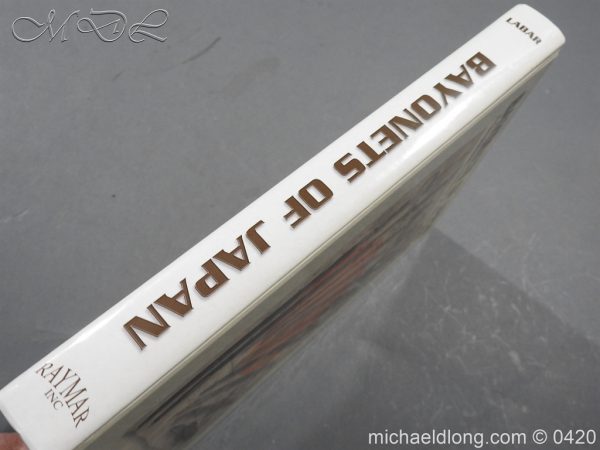 MDL
LABAR
BAYONETS OF JAPAN
RAYMAR
INC
michaeldlong.com © 0420